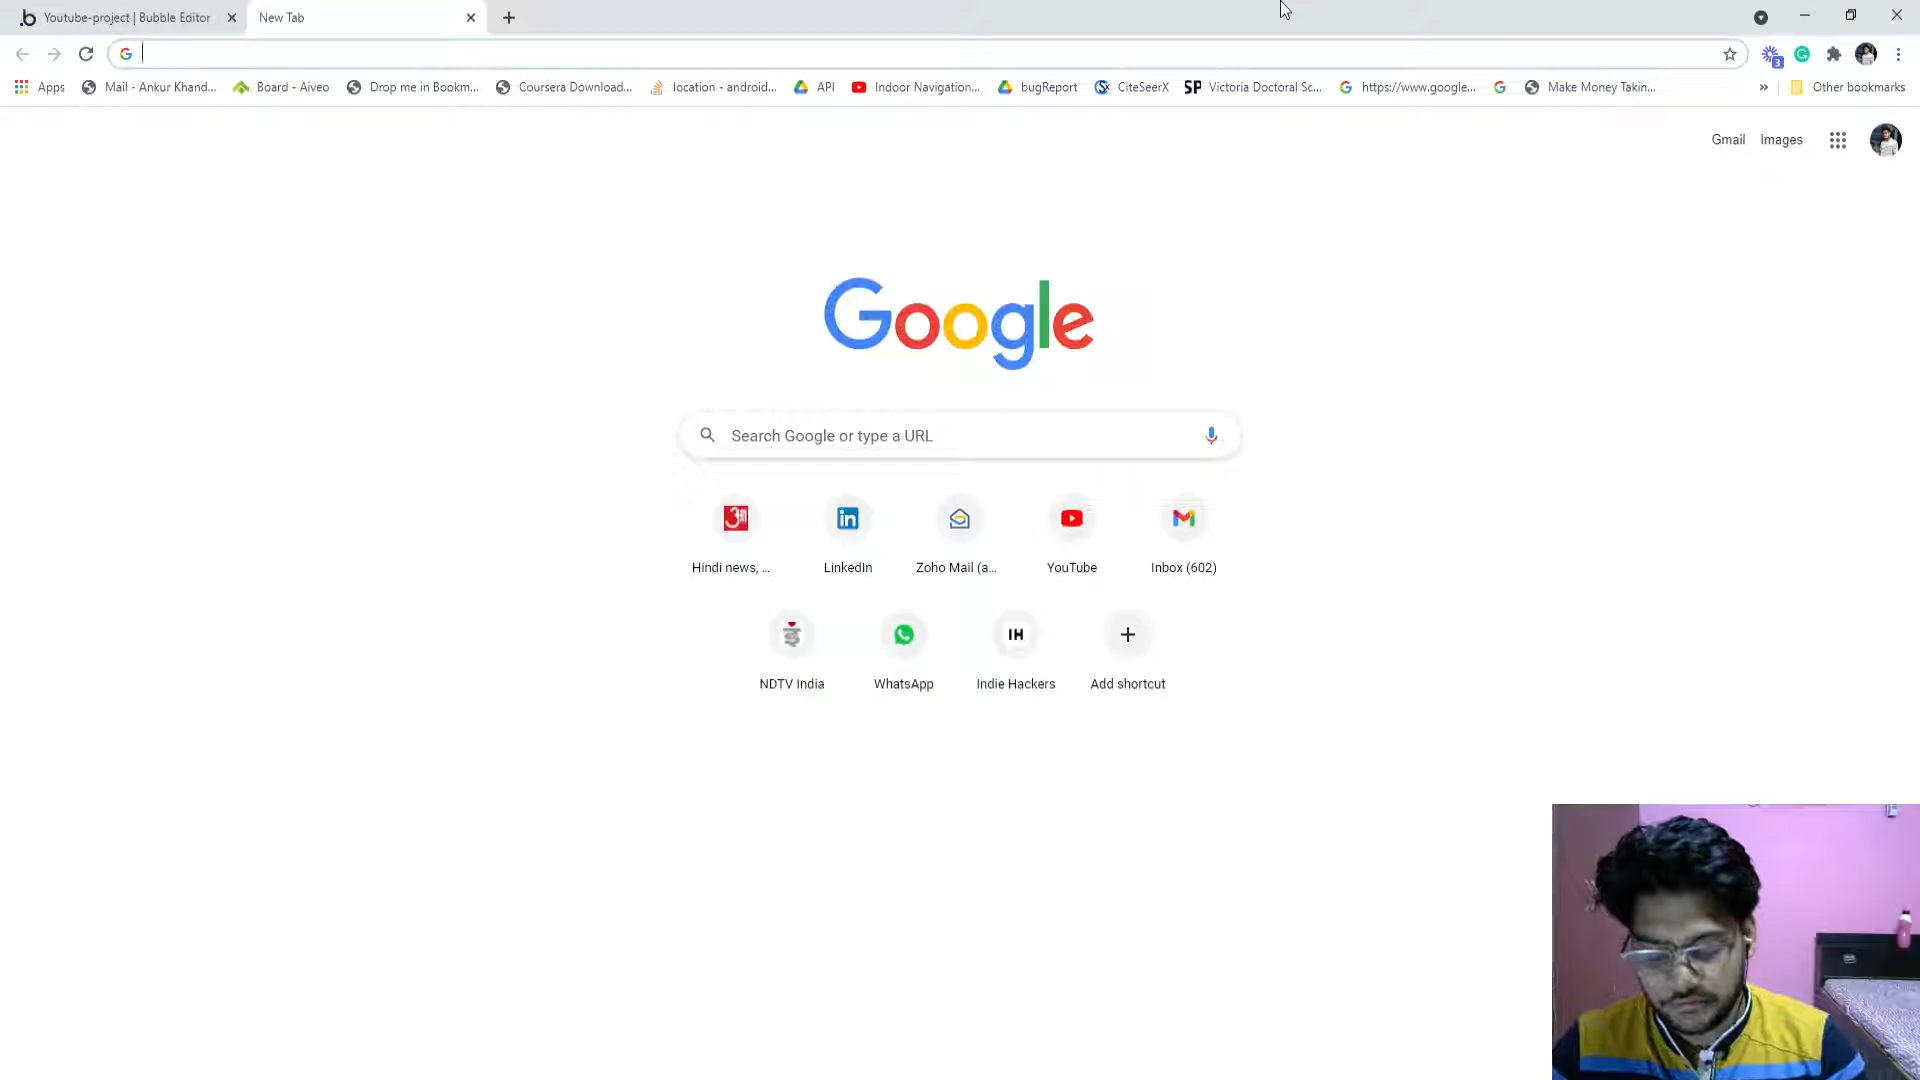 Youtube-project | Bubble Editor
New Tab
Apps
Mail - Ankur Khand...
Board - Aiveo
Drop me in Bookm...
Coursera Download...
location - android...
API
Indoor Navigation...
bugReport
CiteSeerX
SP Victoria Doctoral Sc...
https://www.google...
Make Money Takin...
»
Other bookmarks
Gmail
Images
Google
Search Google or type a URL
Hindi news, ...
LinkedIn
Zoho Mail (a...
YouTube
Inbox (602)
IH
NDTV India
WhatsApp
Indie Hackers
Add shortcut